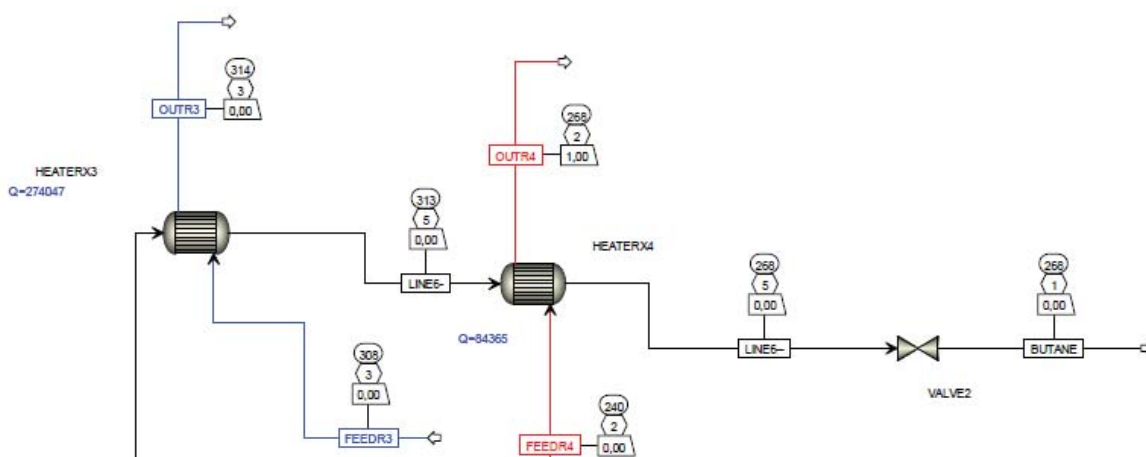 314
3
OUTR3
0,00
268
2
OUTR4
1,00
HEATERX3
Q=274047
313
5
0,00
HEATERX4
LINE6-
268
5
0,00
268
1
0,00
Q=84365
LINE6--
BUTANE
308
3
0,00
VALVE2
240
2
FEEDR3
FEEDR4
0,00